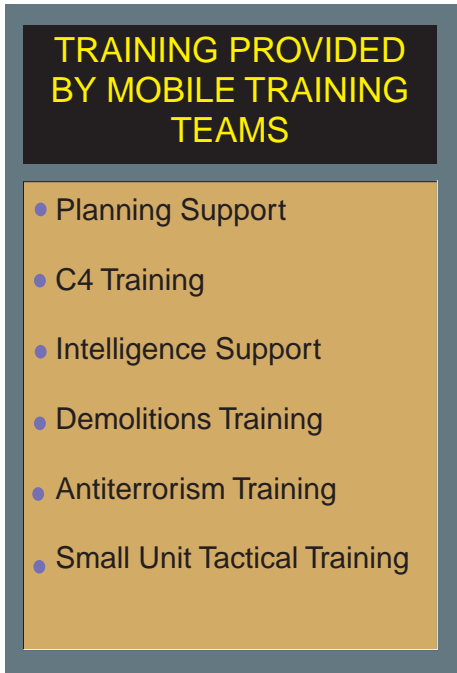 TRAINING PROVIDED
BY MOBILE TRAINING
TEAMS
Planning Support
C4 Training
Intelligence Support
Demolitions Training
Antiterrorism Training
Small Unit Tactical Training